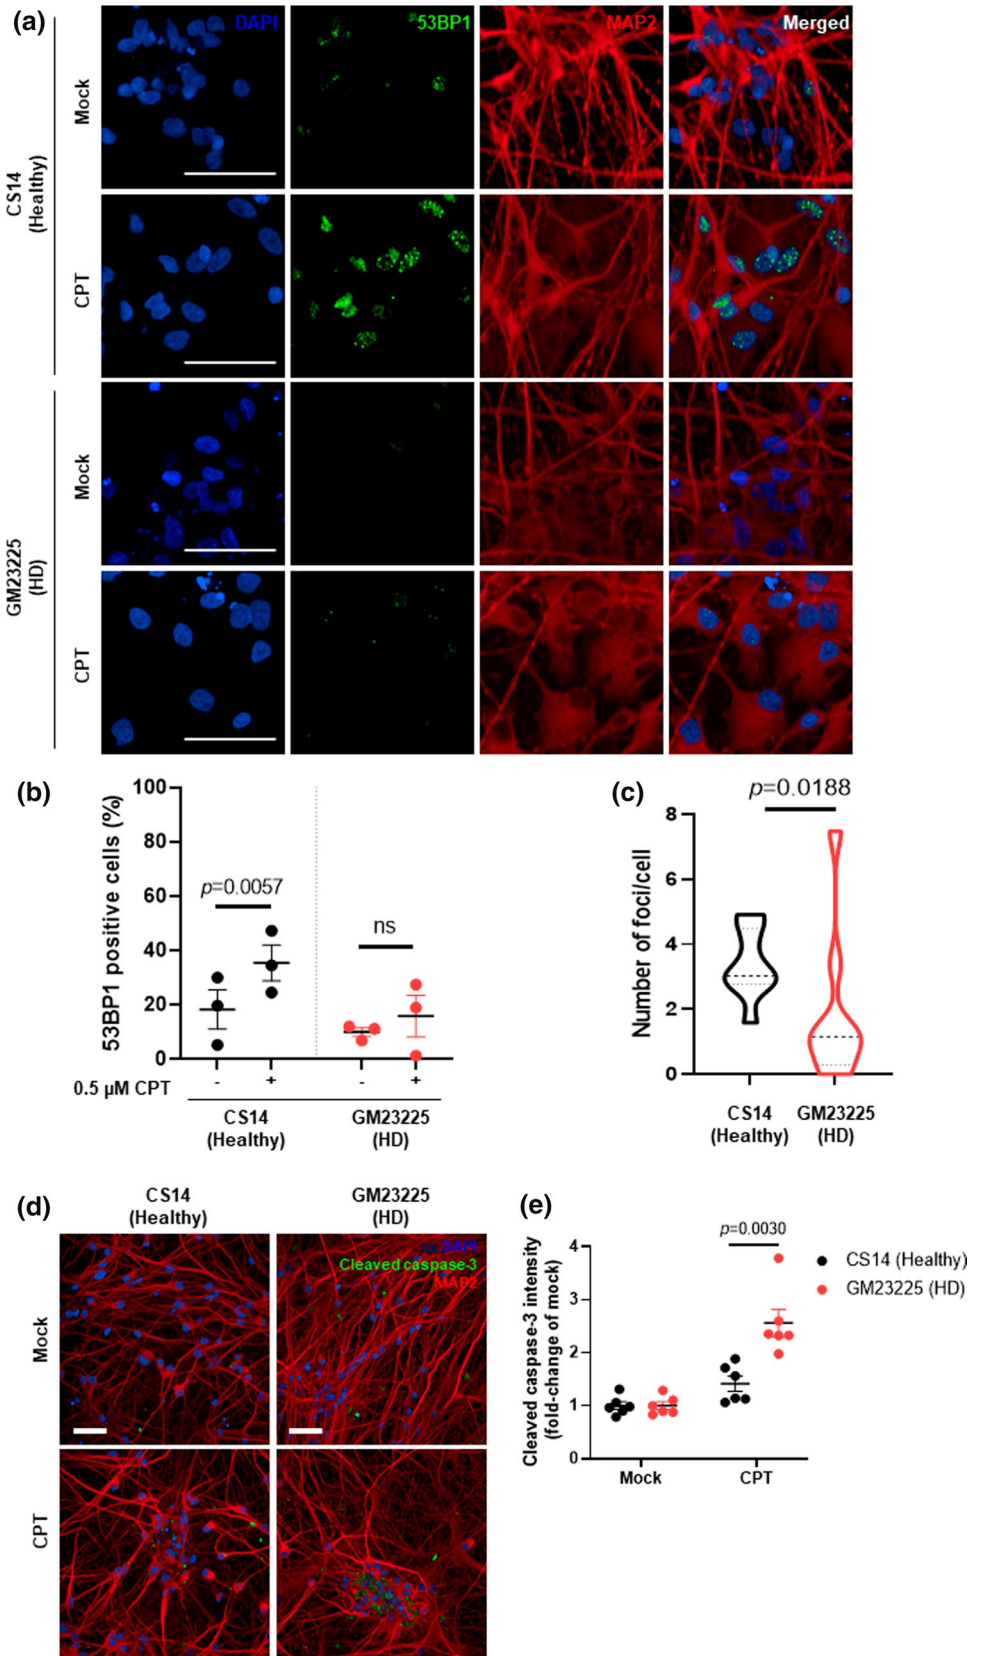 (a)
DAPI
53BP1
MAP2
Merged
CS14
(Healthy)
Mock
CPT
GM23225
(HD)
Mock
CPT
(b)
53BP1 positive cells (%)
100
80
60
40
20
0
p=0.0057
ns
0.5 µM CPT
- + - +
CS14
(Healthy)
GM23225
(HD)
(c)
p=0.0188
Number of foci/cell
8
6
4
2
0
CS14
(Healthy)
GM23225
(HD)
(d)
CS14
(Healthy)
GM23225
(HD)
DAPI
Cleaved caspase-3
MAP2
Mock
CPT
(e)
Cleaved caspase-3 intensity
(fold-change of mock)
4
3
2
1
0
p=0.0030
Mock
CPT
CS14 (Healthy)
GM23225 (HD)